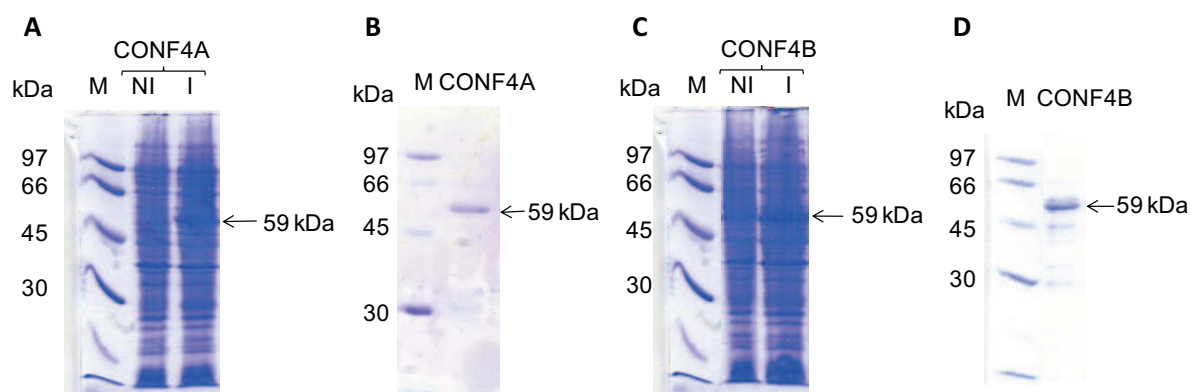 A
CONF4A
kDa
M NI I
97
66
45
30
59 kDa
B
kDa
M CONF4A
97
66
45
30
59 kDa
C
CONF4B
kDa
M NI I
97
66
45
30
59 kDa
D
kDa
M CONF4B
97
66
45
30
59 kDa